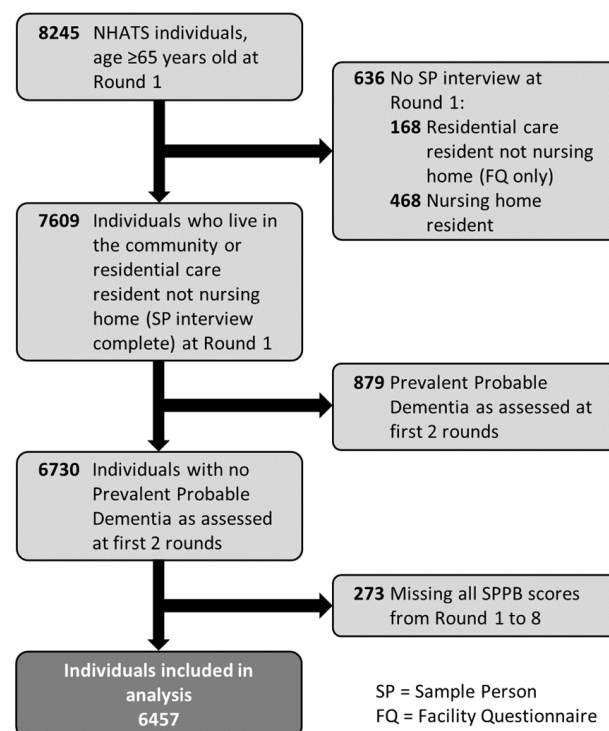 8245 NHATS individuals,
age ≥65 years old at
Round 1
636 No SP interview at
Round 1:
168 Residential care
resident not nursing
home (FQ only)
468 Nursing home
resident
7609 Individuals who live in
the community or
residential care
resident not nursing
home (SP interview
complete) at Round 1
879 Prevalent Probable
Dementia as assessed at
first 2 rounds
6730 Individuals with no
Prevalent Probable
Dementia as assessed
at first 2 rounds
273 Missing all SPPB scores
from Round 1 to 8
Individuals included in
analysis
6457
SP = Sample Person
FQ = Facility Questionnaire